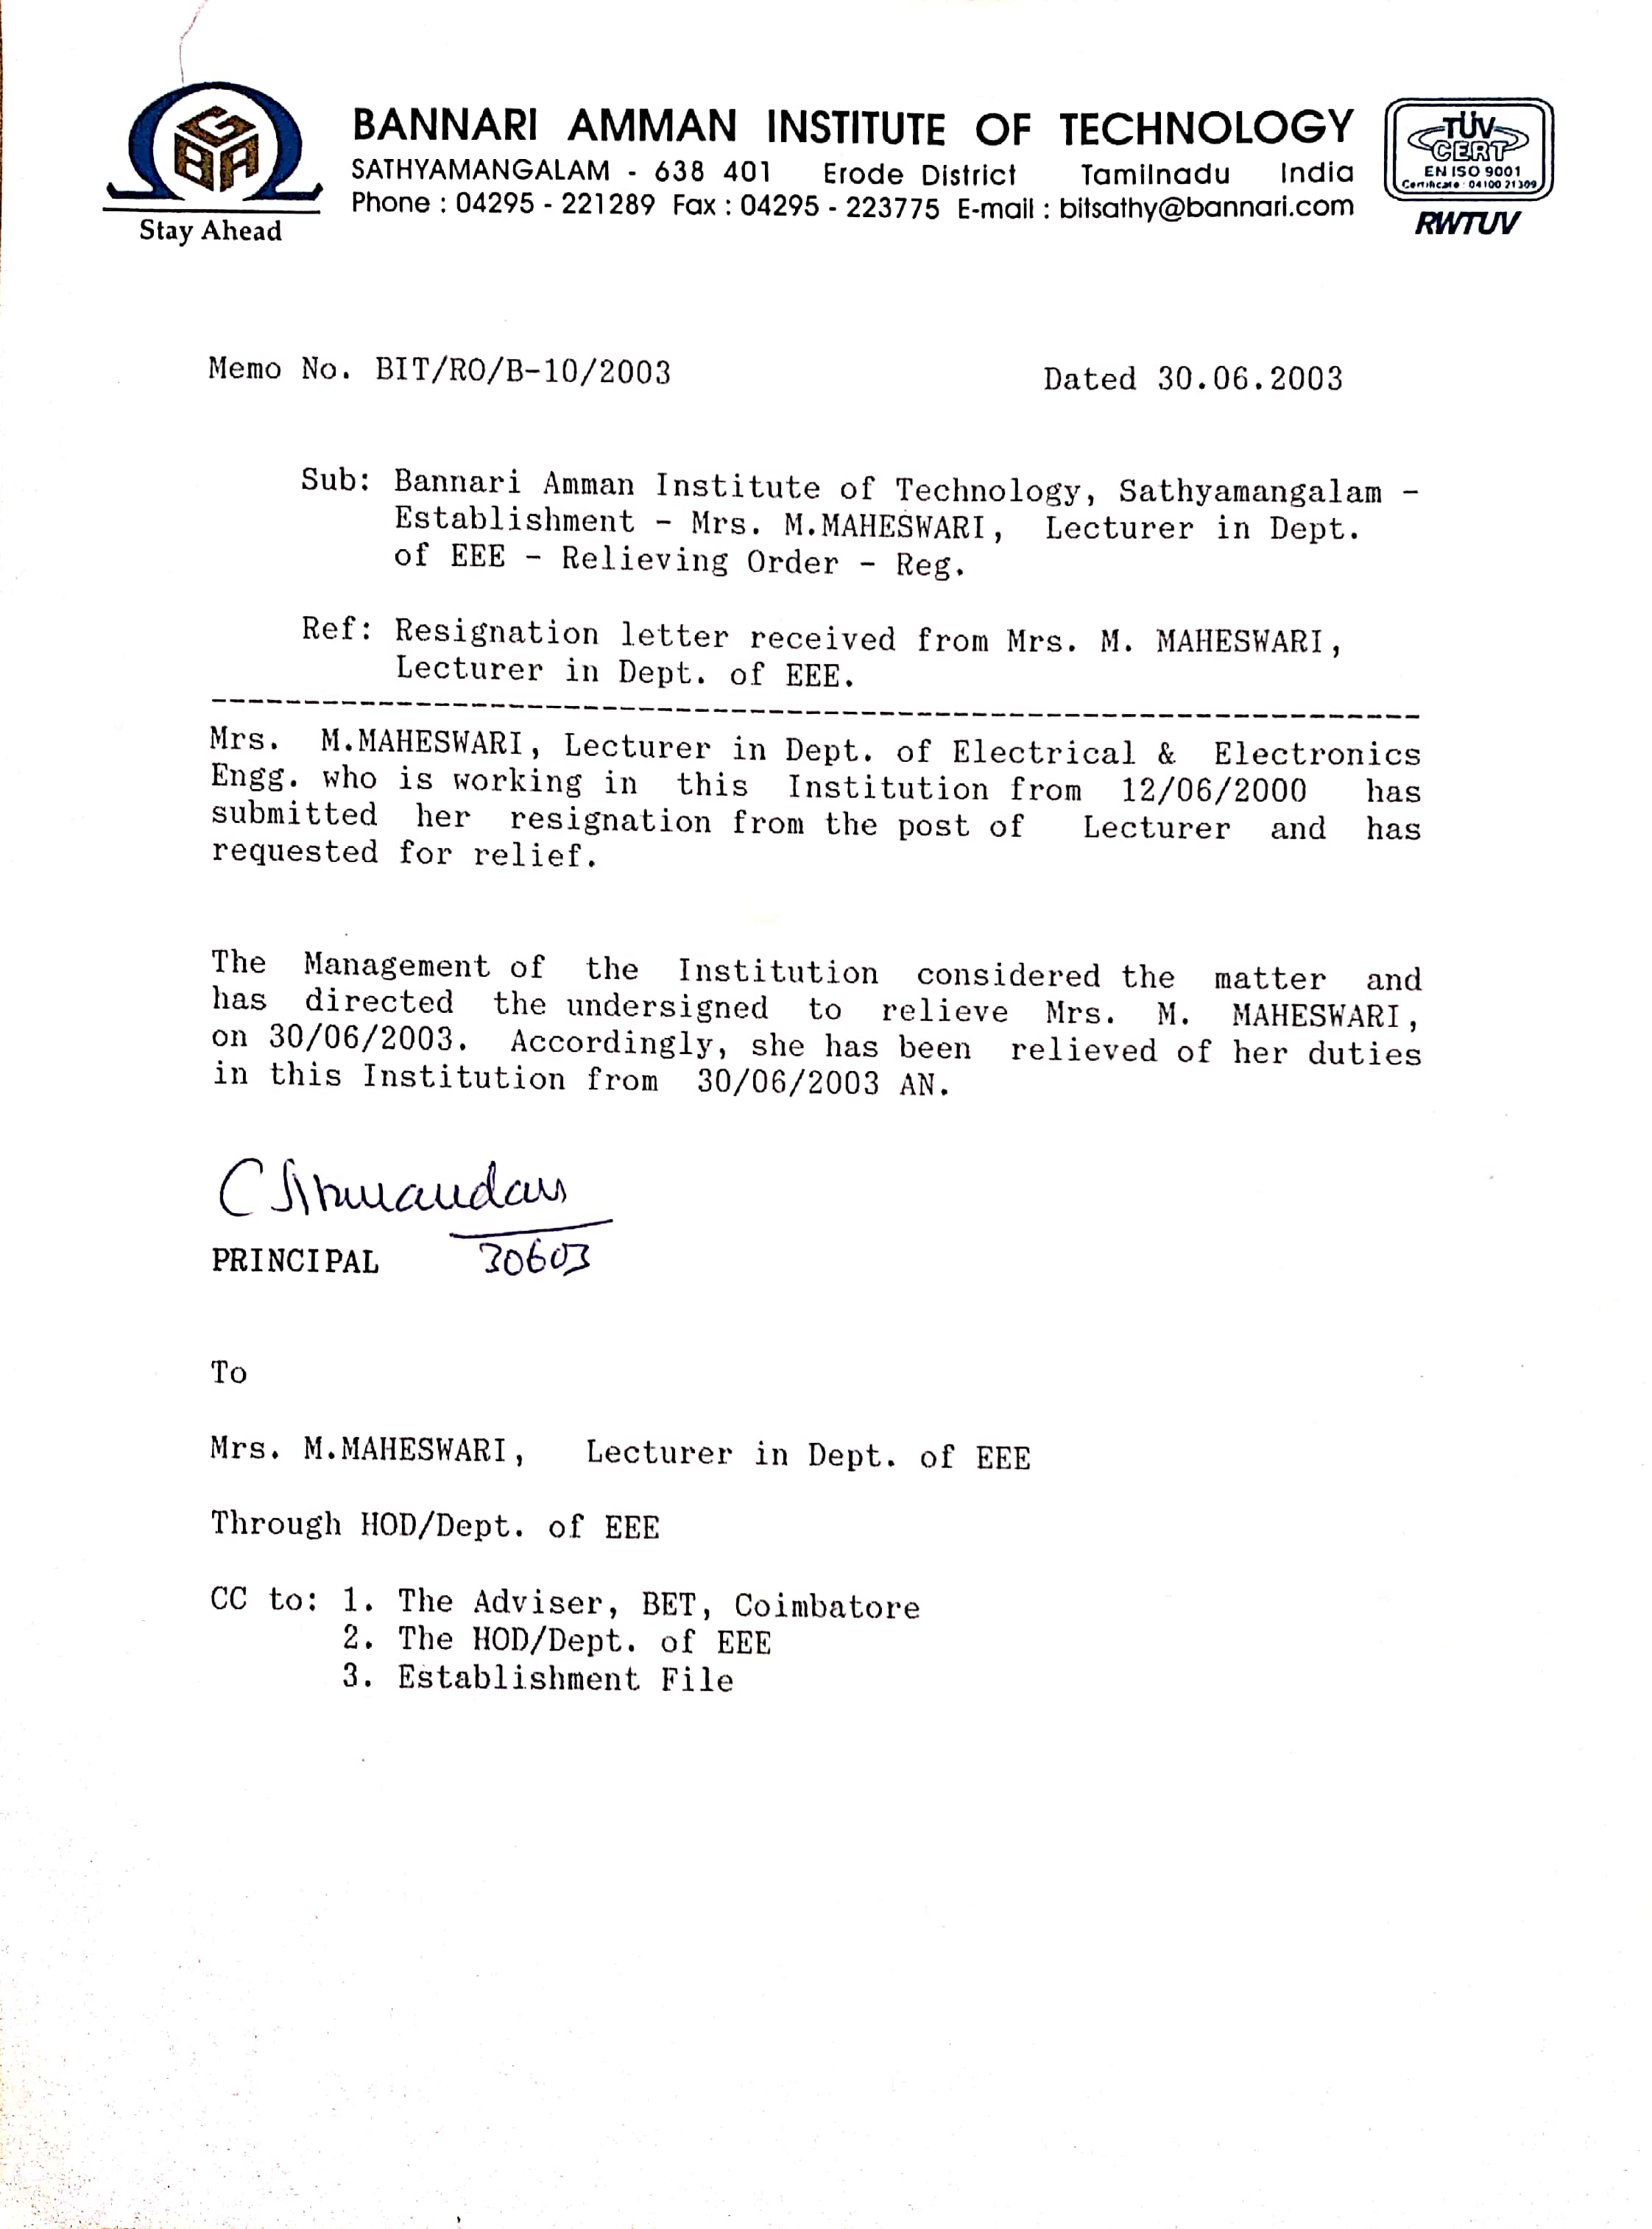 BANNARI AMMAN INSTITUTE OF TECHNOLOGY
SATHYAMANGALAM - 638 401 Erode District Tamilnadu India
Phone : 04295 - 221289 Fax : 04295 - 223775 E-mail : bitsathy@bannari.com
BAG
Stay Ahead
TÜV
CERT
EN ISO 9001
Certificate : 04100 21309
RWTUV
Memo No. BIT/RO/B-10/2003 Dated 30.06.2003
Sub: Bannari Amman Institute of Technology, Sathyamangalam -
Establishment - Mrs. M.MAHESWARI, Lecturer in Dept.
of EEE - Relieving Order - Reg.
Ref: Resignation letter received from Mrs. M. MAHESWARI,
Lecturer in Dept. of EEE.
Mrs. M.MAHESWARI, Lecturer in Dept. of Electrical & Electronics
Engg. who is working in this Institution from 12/06/2000 has
submitted her resignation from the post of Lecturer and has
requested for relief.
The Management of the Institution considered the matter and
has directed the undersigned to relieve Mrs. M. MAHESWARI,
on 30/06/2003. Accordingly, she has been relieved of her duties
in this Institution from 30/06/2003 AN.
PRINCIPAL 30603
To
Mrs. M.MAHESWARI, Lecturer in Dept. of EEE
Through HOD/Dept. of EEE
CC to: 1. The Adviser, BET, Coimbatore
2. The HOD/Dept. of EEE
3. Establishment File